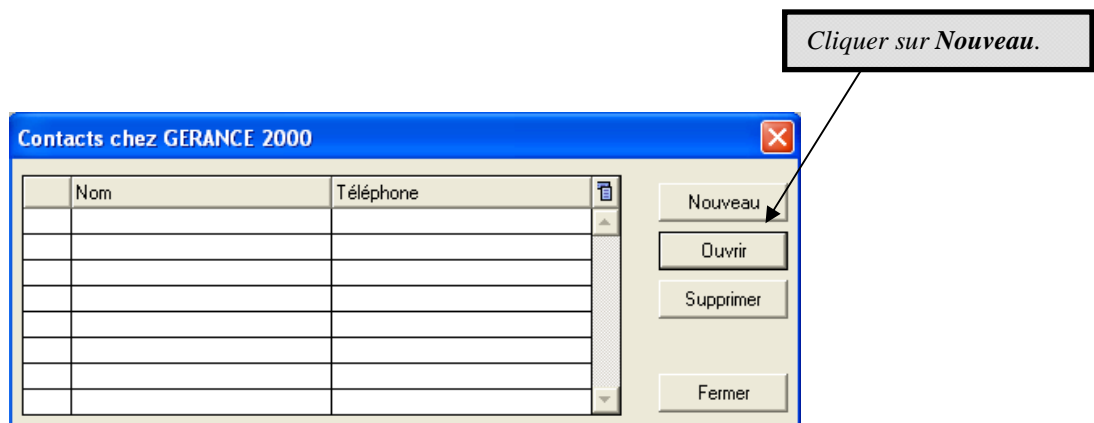 Cliquer sur Nouveau.
Contacts chez GERANCE 2000
Nom Téléphone
Nouveau
Ouvrir
Supprimer
Fermer